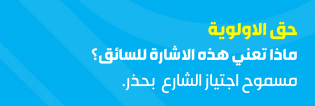 حق الاولوية
ماذا تعني هذه الاشارة للسائق؟
مسموح اجتياز الشارع بحذر.